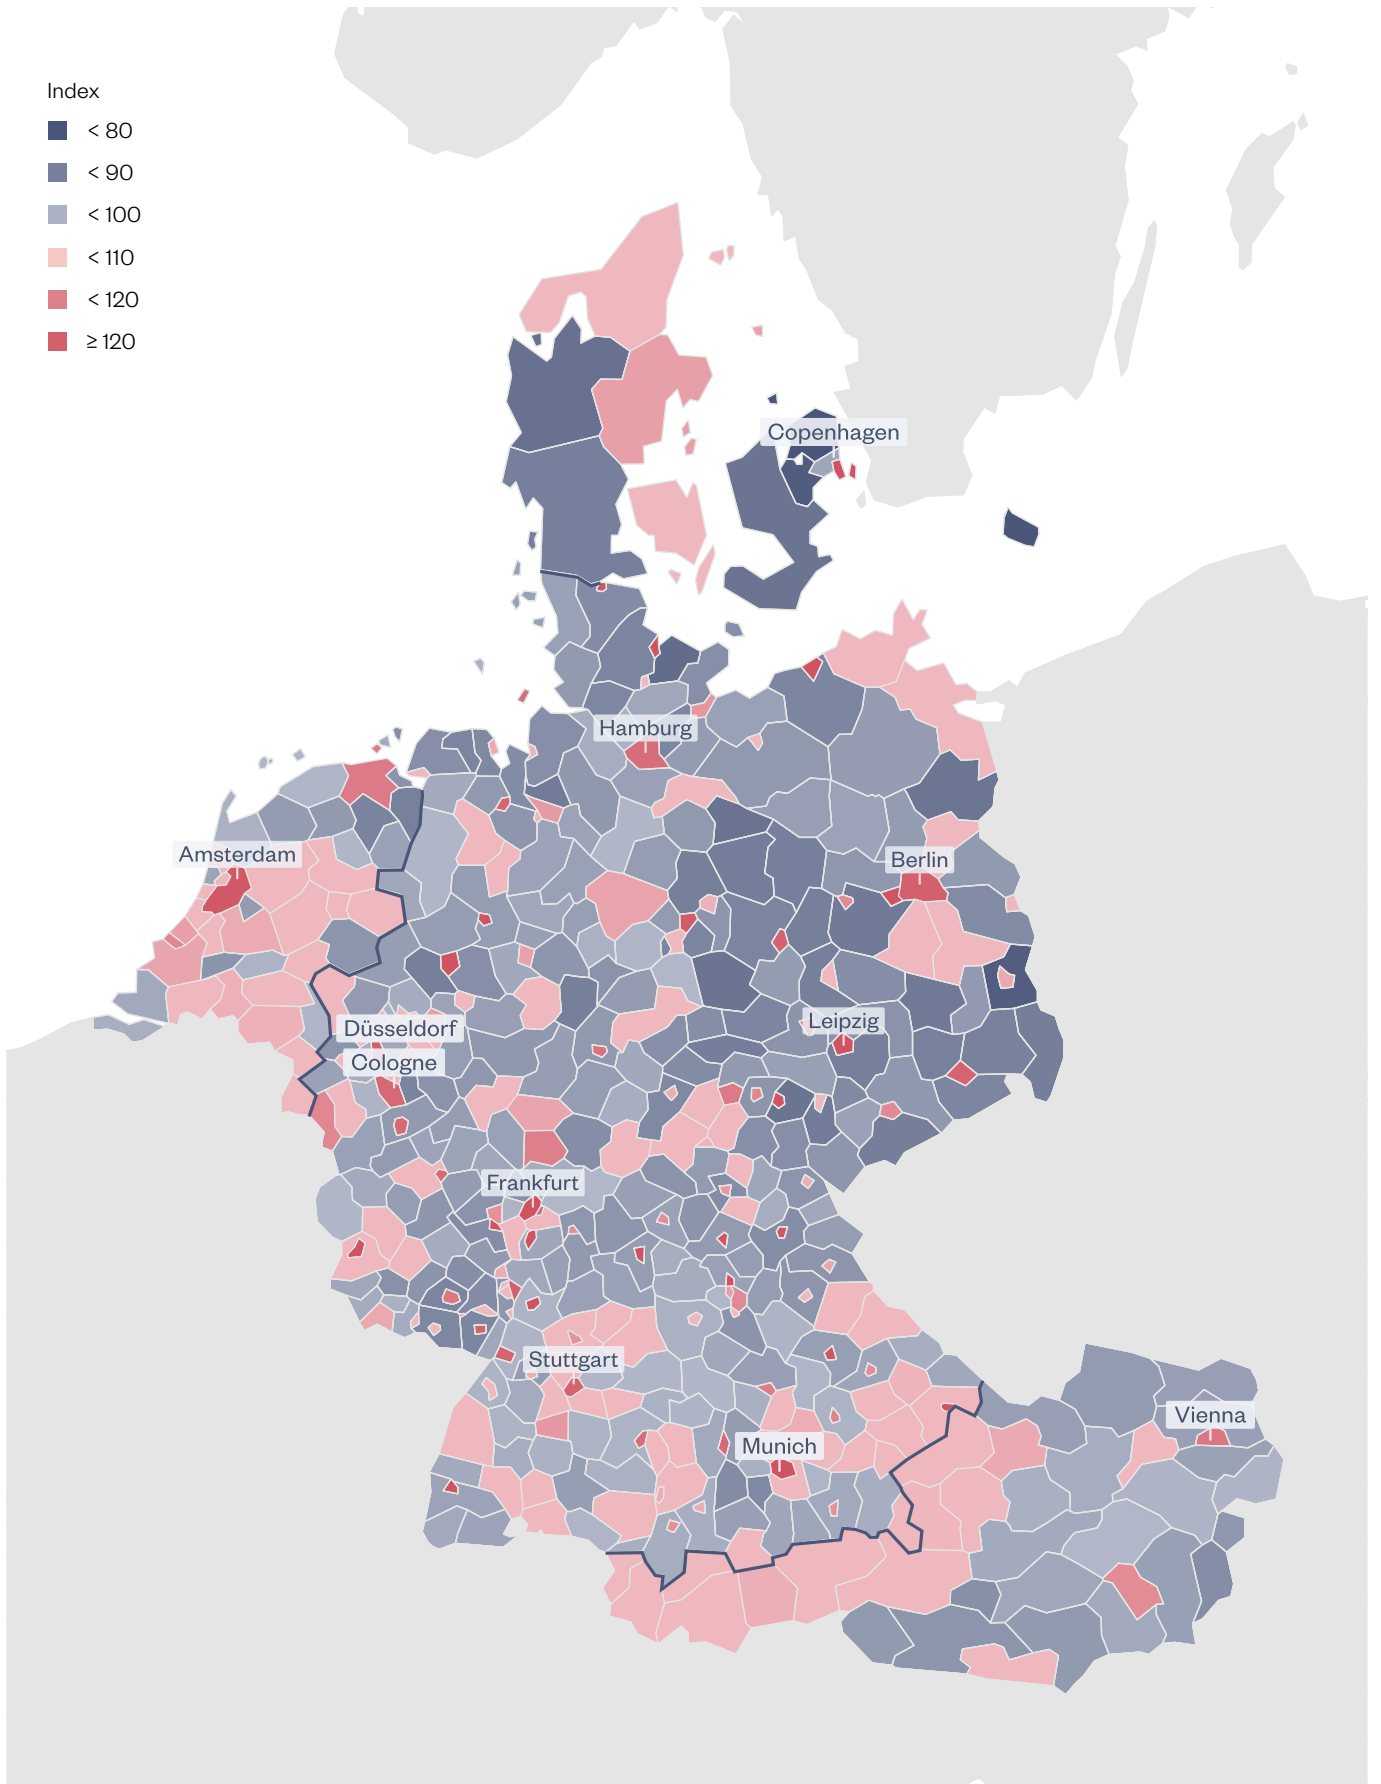 Index
< 80
< 90
< 100
< 110
< 120
≥ 120
Copenhagen
Hamburg
Amsterdam
Berlin
Düsseldorf
Leipzig
Cologne
Frankfurt
Stuttgart
Vienna
Munich